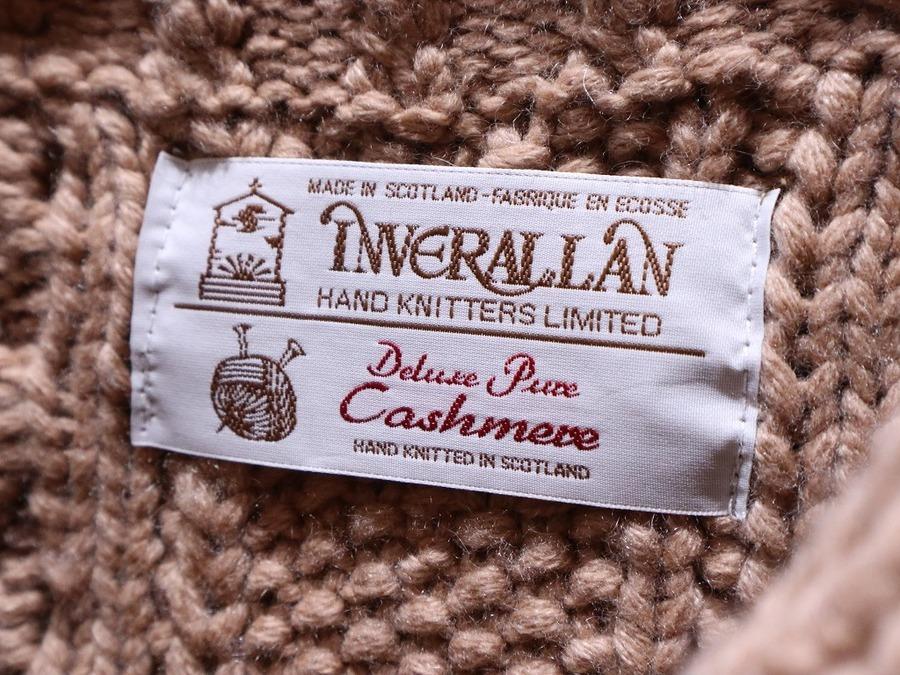 MADE IN SCOTLAND-FABRIQUE EN ECOSSE
INVERALLAN
HAND KNITTERS LIMITED
Deluxe Pure
Cashmere
HAND KNITTED IN SCOTLAND